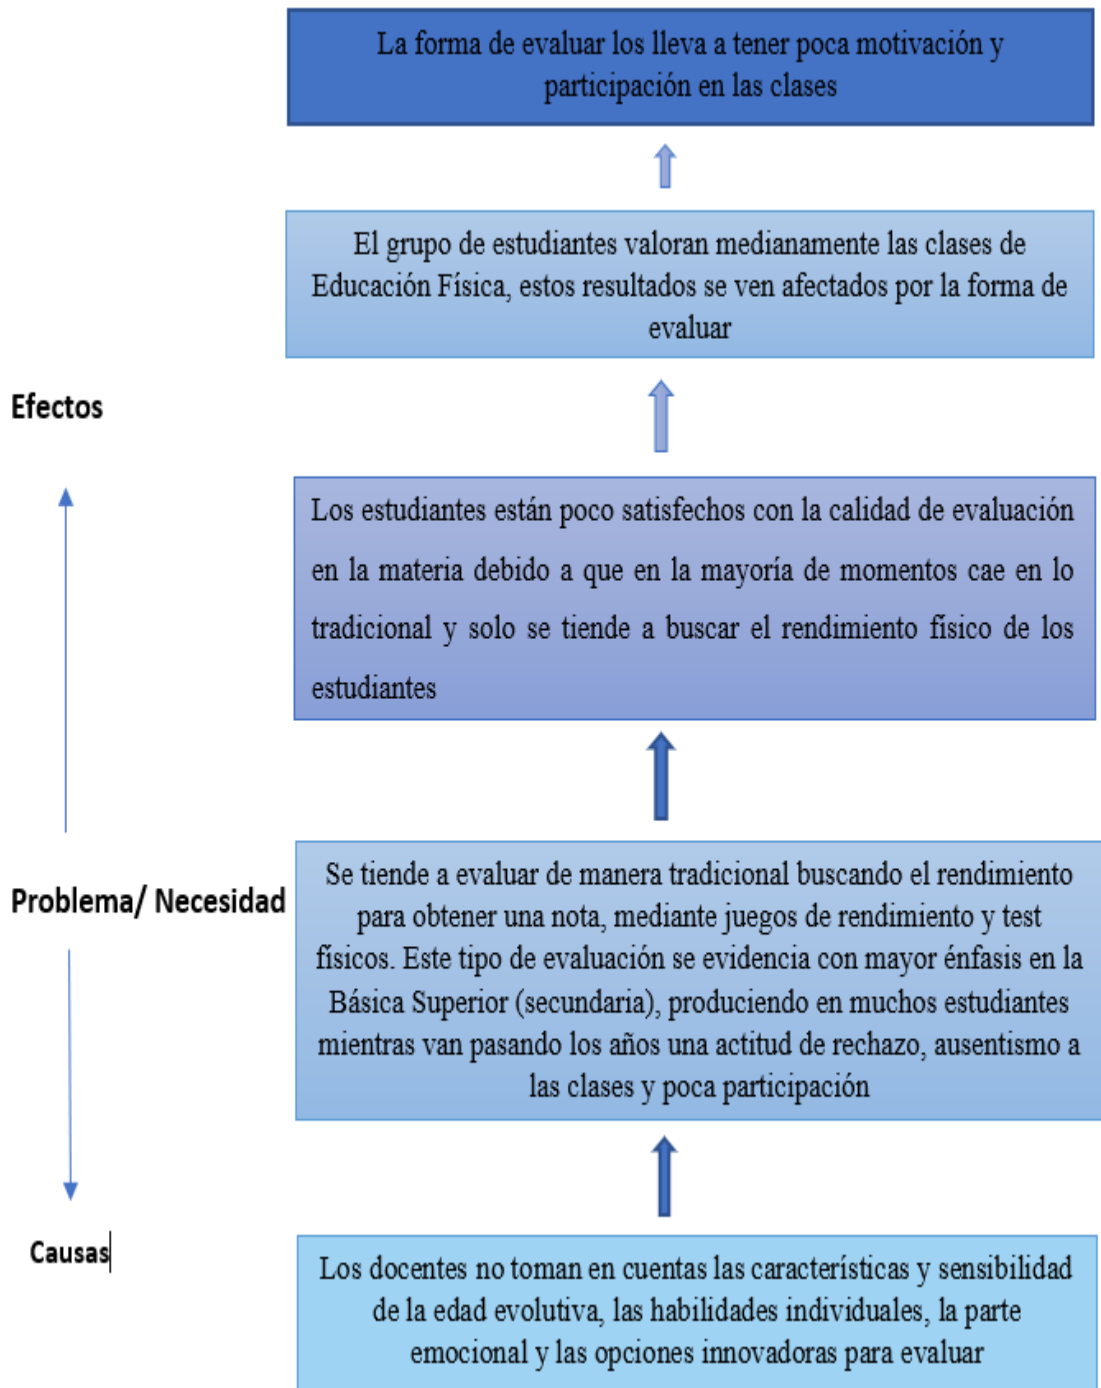 La forma de evaluar los lleva a tener poca motivación y
participación en las clases
El grupo de estudiantes valoran medianamente las clases de
Educación Física, estos resultados se ven afectados por la forma de
evaluar
Efectos
Los estudiantes están poco satisfechos con la calidad de evaluación
en la materia debido a que en la mayoría de momentos cae en lo
tradicional y solo se tiende a buscar el rendimiento físico de los
estudiantes
Problema/ Necesidad
Se tiende a evaluar de manera tradicional buscando el rendimiento
para obtener una nota, mediante juegos de rendimiento y test
físicos. Este tipo de evaluación se evidencia con mayor énfasis en la
Básica Superior (secundaria), produciendo en muchos estudiantes
mientras van pasando los años una actitud de rechazo, ausentismo a
las clases y poca participación
Causas
Los docentes no toman en cuentas las características y sensibilidad
de la edad evolutiva, las habilidades individuales, la parte
emocional y las opciones innovadoras para evaluar